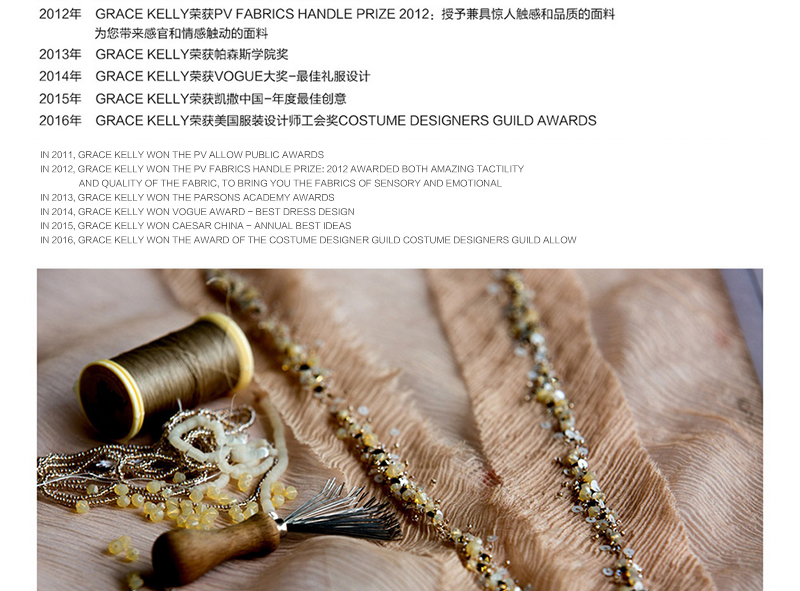 2012年 GRACE KELLY荣获PV FABRICS HANDLE PRIZE 2012：授予兼具惊人触感和品质的面料
为您带来感官和情感触动的面料
2013年 GRACE KELLY荣获帕森斯学院奖
2014年 GRACE KELLY荣获VOGUE大奖-最佳礼服设计
2015年 GRACE KELLY荣获凯撒中国-年度最佳创意
2016年 GRACE KELLY荣获美国服装设计师工会奖COSTUME DESIGNERS GUILD AWARDS
IN 2011, GRACE KELLY WON THE PV ALLOW PUBLIC AWARDS
IN 2012, GRACE KELLY WON THE PV FABRICS HANDLE PRIZE: 2012 AWARDED BOTH AMAZING TACTILITY
AND QUALITY OF THE FABRIC, TO BRING YOU THE FABRICS OF SENSORY AND EMOTIONAL
IN 2013, GRACE KELLY WON THE PARSONS ACADEMY AWARDS
IN 2014, GRACE KELLY WON VOGUE AWARD - BEST DRESS DESIGN
IN 2015, GRACE KELLY WON CAESAR CHINA - ANNUAL BEST IDEAS
IN 2016, GRACE KELLY WON THE AWARD OF THE COSTUME DESIGNER GUILD COSTUME DESIGNERS GUILD ALLOW